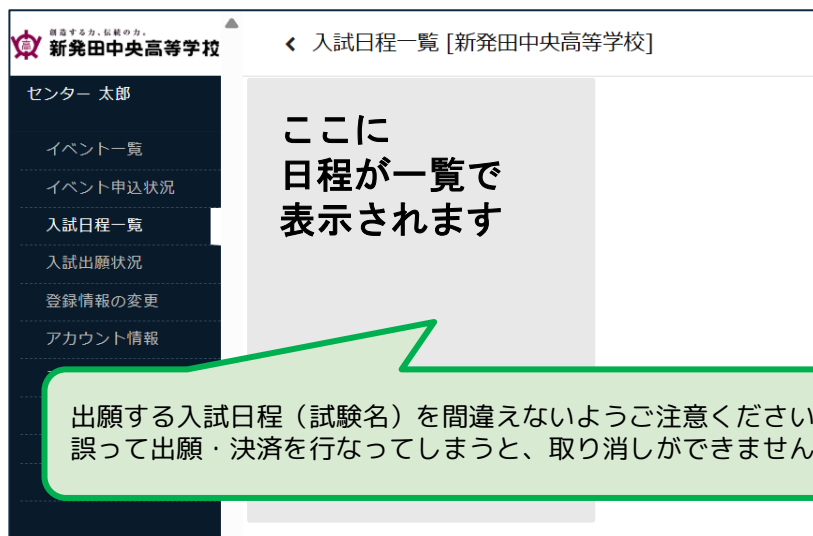 創造する力、伝統の力。
新発田中央高等学校
入試日程一覧 [新発田中央高等学校]
センター 太郎
イベント一覧
イベント申込状況
入試日程一覧
入試出願状況
登録情報の変更
アカウント情報
ここに
日程が一覧で
表示されます
出願する入試日程（試験名）を間違えないようご注意ください
誤って出願・決済を行なってしまうと、取り消しができません